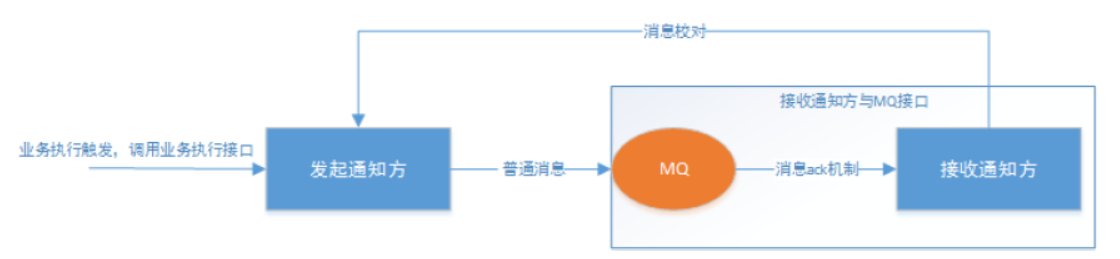 消息校对
接收通知方与MQ接口
业务执行触发，调用业务执行接口
发起通知方
普通消息
MQ
消息ack机制
接收通知方